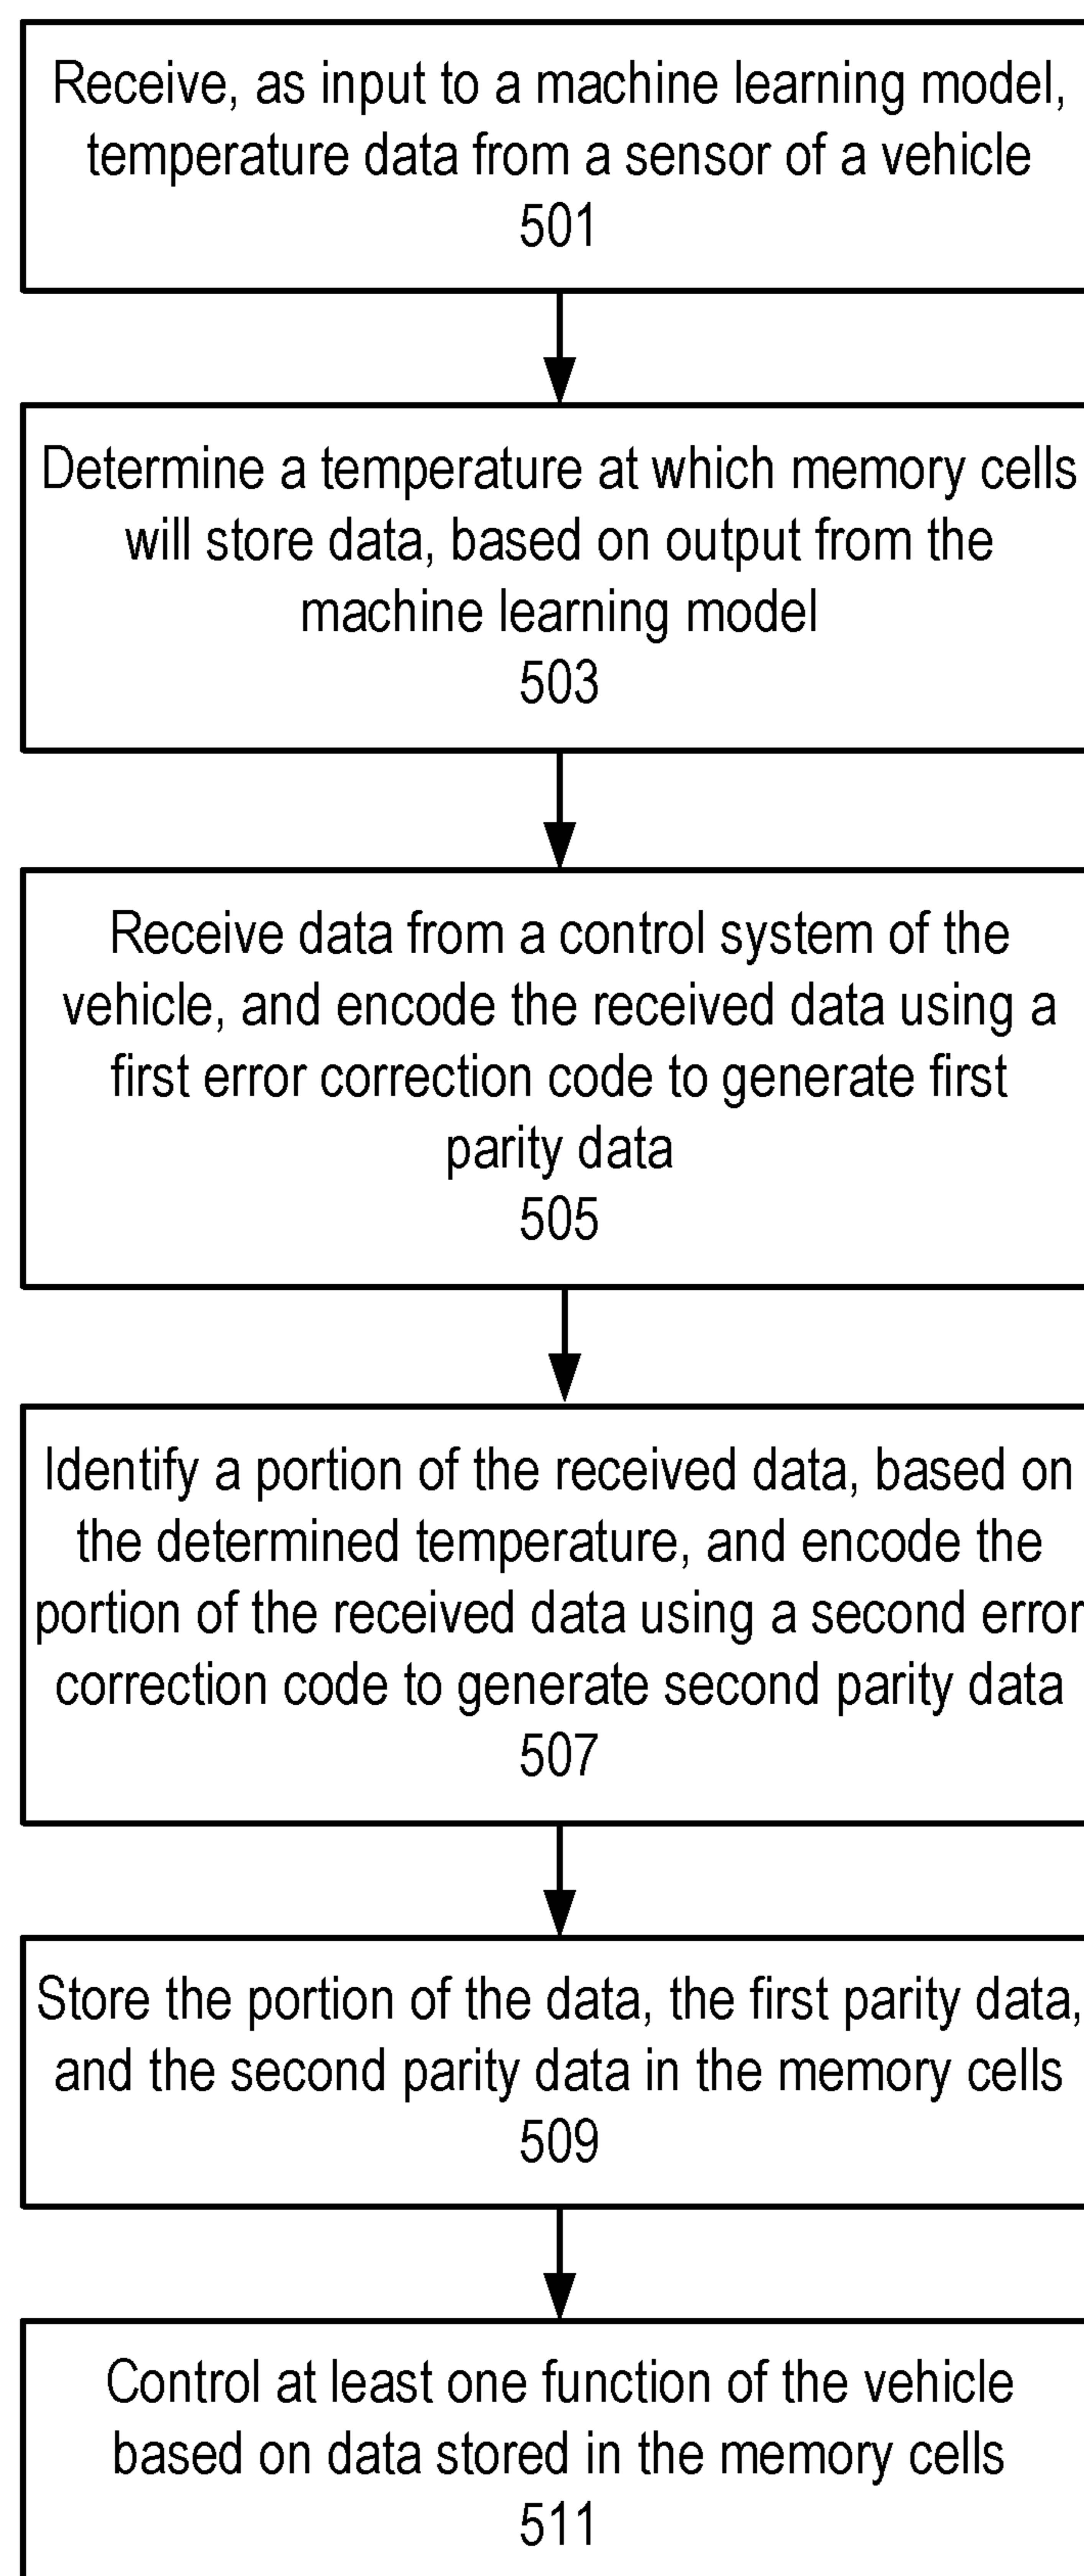 Receive, as input to a machine learning model,
temperature data from a sensor of a vehicle
501
Determine a temperature at which memory cells
will store data, based on output from the
machine learning model
503
Receive data from a control system of the
vehicle, and encode the received data using a
first error correction code to generate first
parity data
505
Identify a portion of the received data, based on
the determined temperature, and encode the
portion of the received data using a second error
correction code to generate second parity data
507
Store the portion of the data, the first parity data,
and the second parity data in the memory cells
509
Control at least one function of the vehicle
based on data stored in the memory cells
511